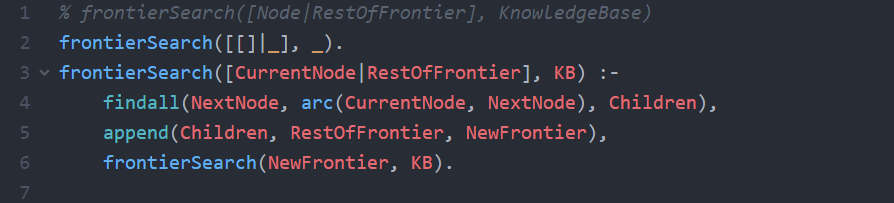 1 % frontierSearch([Node|RestOfFrontier], KnowledgeBase)
2 frontierSearch([[]|_], _).
3 frontierSearch([CurrentNode|RestOfFrontier], KB) :-
4     findall(NextNode, arc(CurrentNode, NextNode), Children),
5     append(Children, RestOfFrontier, NewFrontier),
6     frontierSearch(NewFrontier, KB).
7